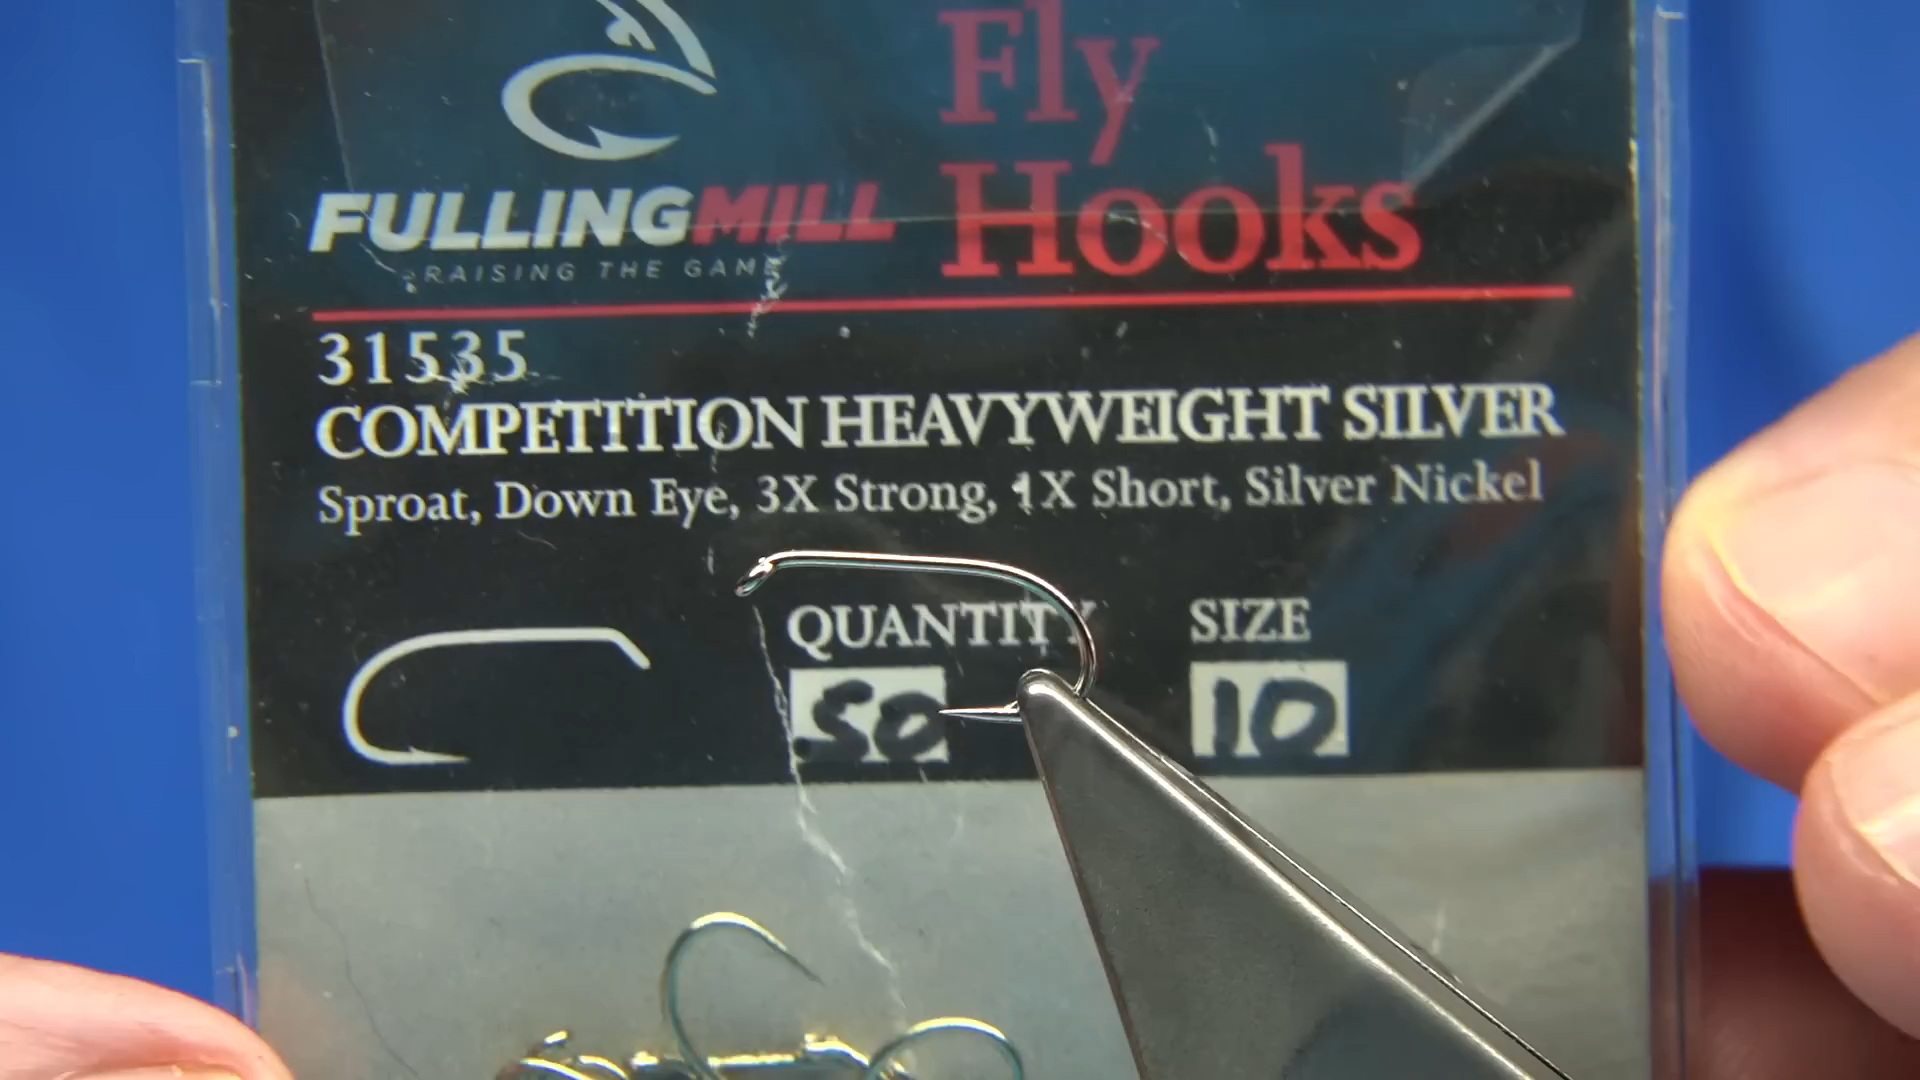 Fly
Hooks
FULLINGMILL
RAISING THE GAME
31535
COMPETITION HEAVYWEIGHT SILVER
Sproat, Down Eye, 3X Strong, 1X Short, Silver Nickel
QUANTITY SIZE
50 10